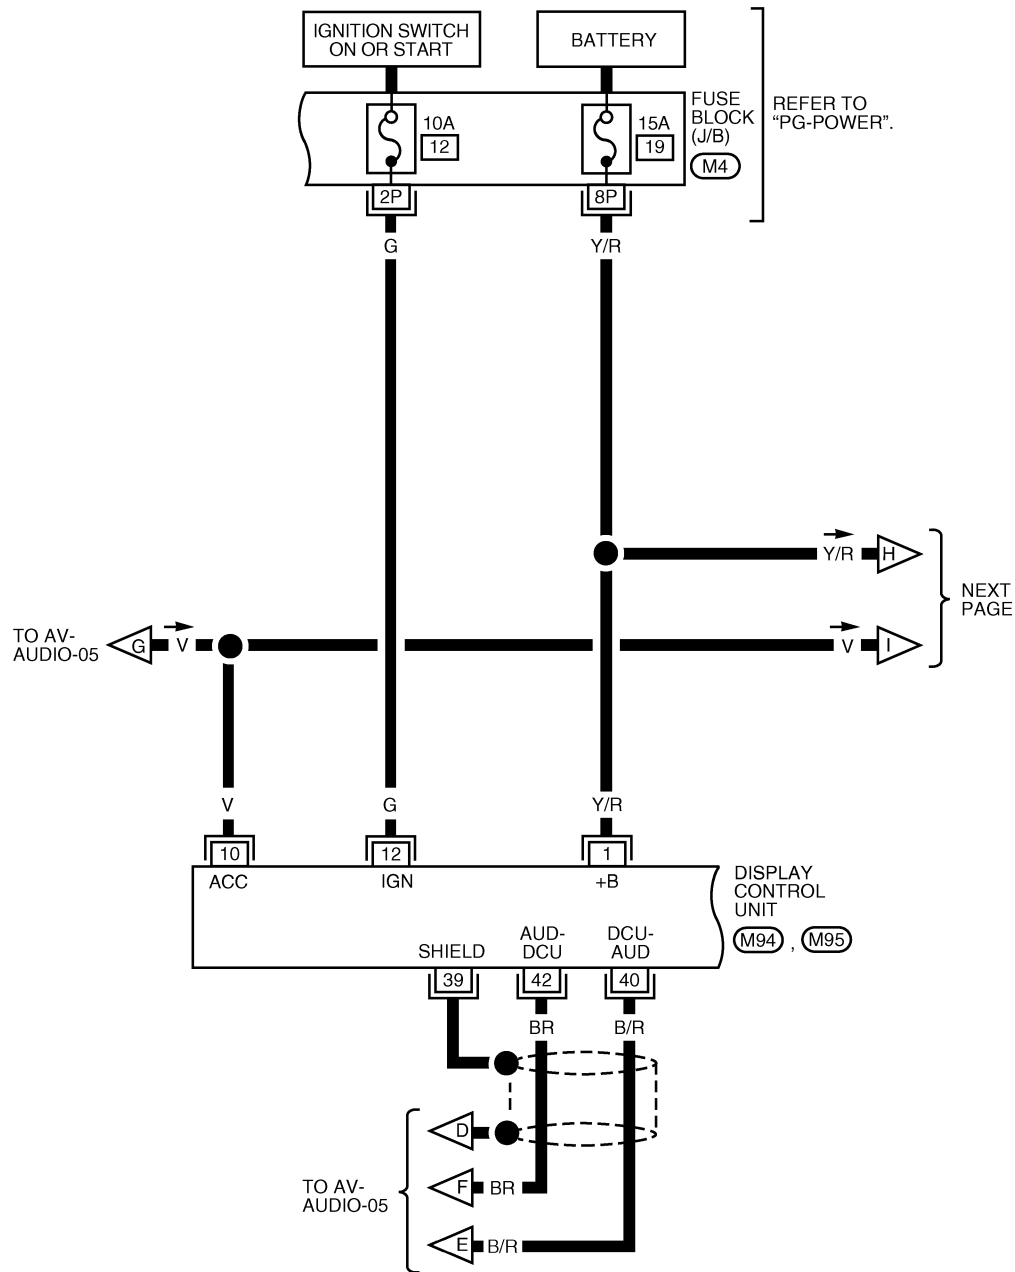 IGNITION SWITCH
ON OR START
BATTERY
10A
12
15A
19
FUSE
BLOCK
(J/B)
M4
REFER TO
“PG-POWER”.
2P
8P
G
Y/R
Y/R
H
NEXT
PAGE
TO AV-
AUDIO-05
G
V
V
I
V
G
Y/R
10
12
1
ACC
IGN
+B
DISPLAY
CONTROL
UNIT
M94 , M95
SHIELD
AUD-
DCU
DCU-
AUD
39
42
40
BR
B/R
D
TO AV-
AUDIO-05
F
BR
E
B/R